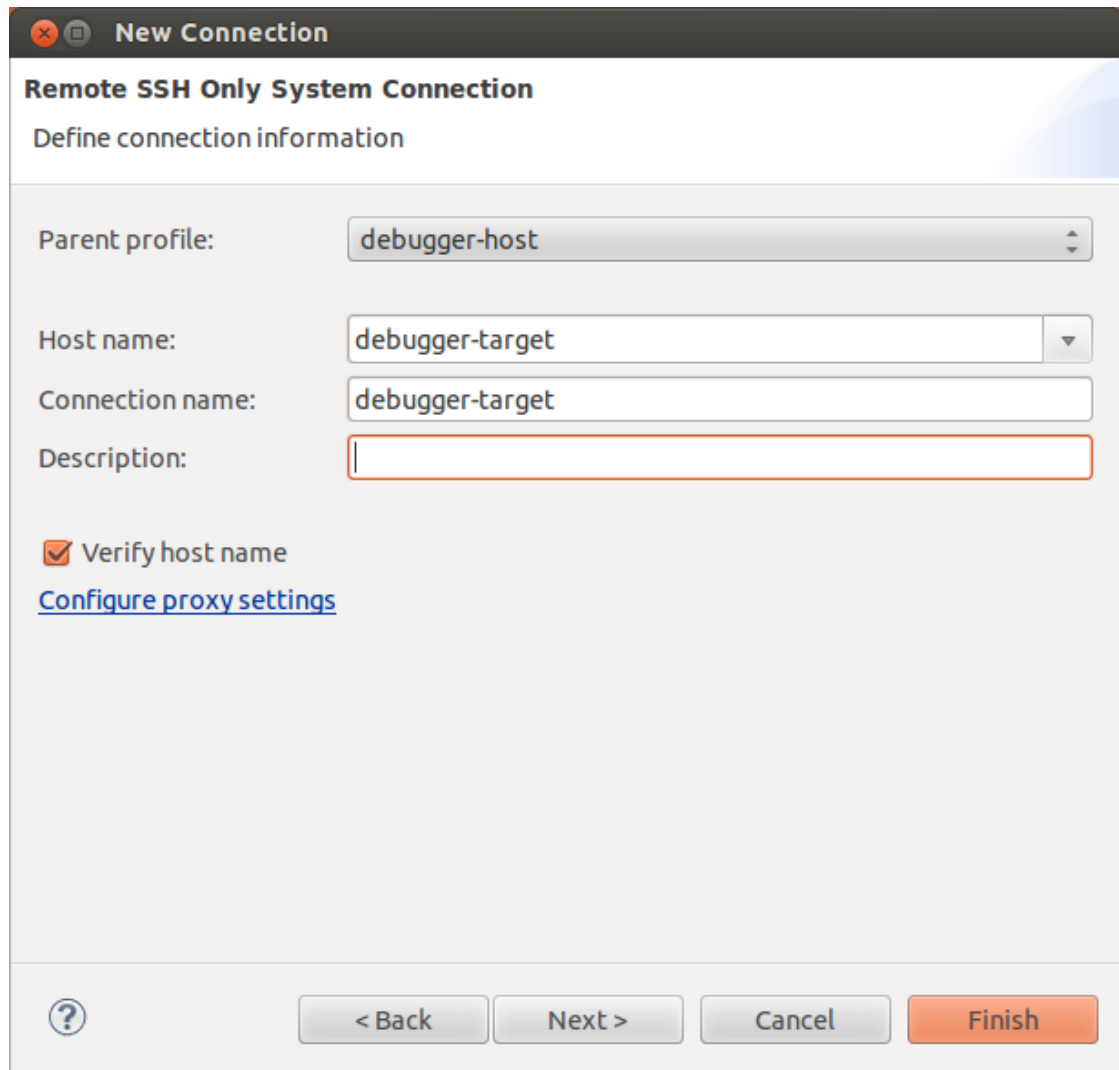 New Connection
Remote SSH Only System Connection
Define connection information
Parent profile: debugger-host
Host name: debugger-target
Connection name: debugger-target
Description:
Verify host name
Configure proxy settings
? < Back Next > Cancel Finish